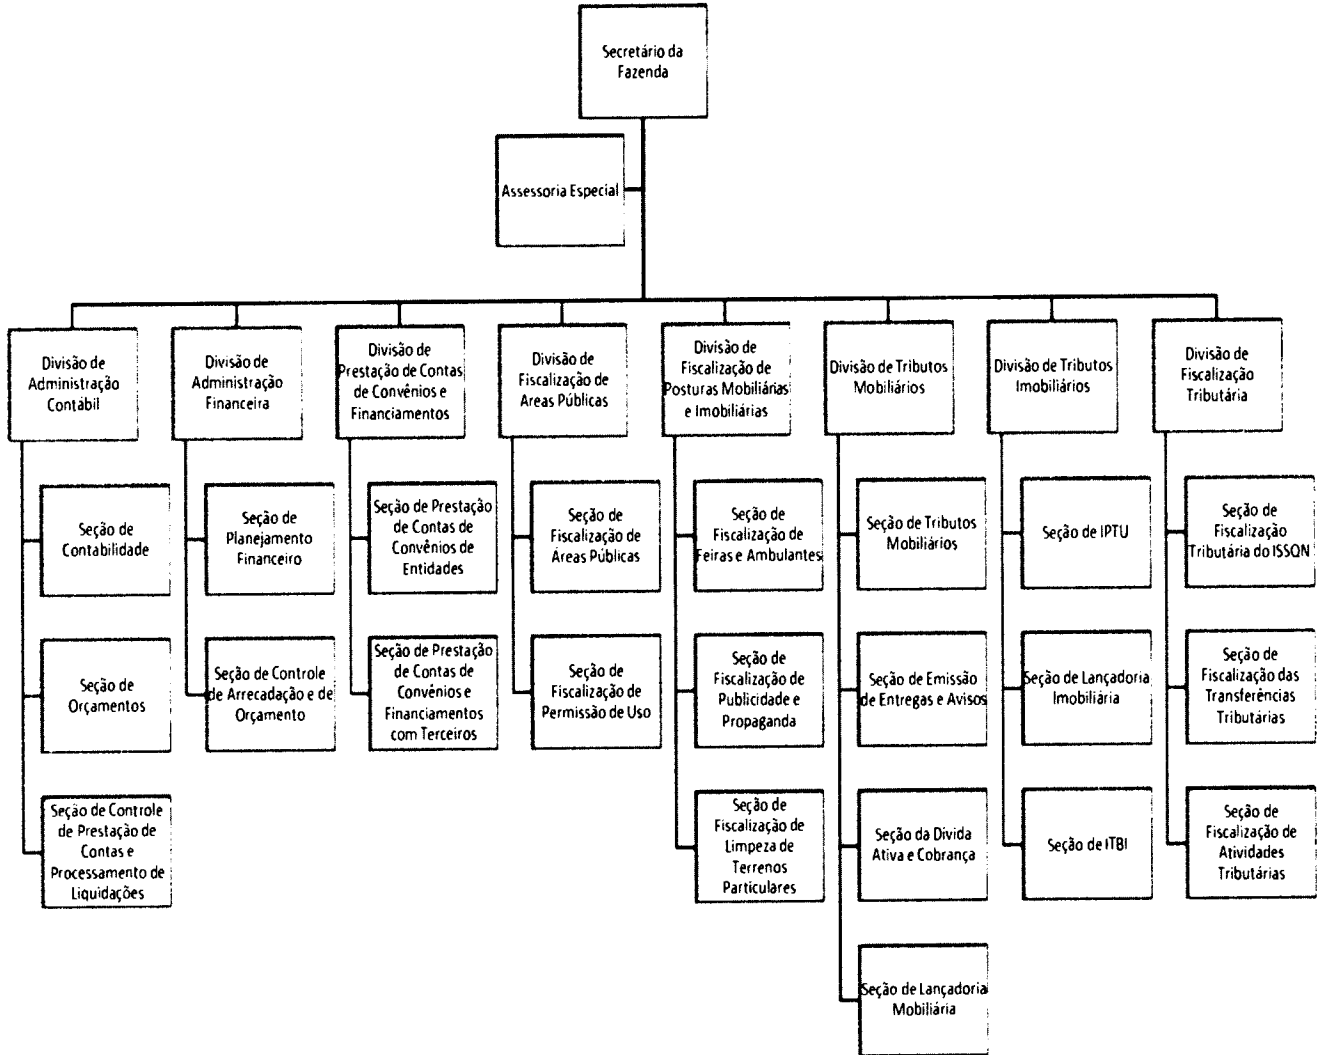 Secretário da
Fazenda
Assessoria Especial
Divisão de
Administração
Contábil
Divisão de
Administração
Financeira
Divisão de
Prestação de Contas
de Convênios e
Financiamentos
Divisão de
Fiscalização de
Areas Públicas
Divisão de
Fiscalização de
Posturas Mobiliárias
e Imobiliárias
Divisão de Tributos
Mobiliários
Divisão de Tributos
Imobiliários
Divisão de
Fiscalização
Tributária
Seção de
Contabilidade
Seção de
Planejamento
Financeiro
Seção de Prestação
de Contas de
Convênios de
Entidades
Seção de
Fiscalização de
Áreas Públicas
Seção de
Fiscalização de
Feiras e Ambulantes
Seção de Tributos
Mobiliários
Seção de IPTU
Seção de
Fiscalização
Tributária do ISSQN
Seção de
Orçamentos
Seção de Controle
de Arrecadação e de
Orçamento
Seção de Prestação
de Contas de
Convênios e
Financiamentos
com Terceiros
Seção de
Fiscalização de
Permissão de Uso
Seção de
Fiscalização de
Publicidade e
Propaganda
Seção de Emissão
de Entregas e Avisos
Seção de Lançadoria
Imobiliária
Seção de
Fiscalização das
Transferências
Tributárias
Seção de Controle
de Prestação de
Contas e
Processamento de
Liquidações
Seção de
Fiscalização de
Limpeza de
Terrenos
Particulares
Seção da Divida
Ativa e Cobrança
Seção de ITBI
Seção de
Fiscalização de
Atividades
Tributárias
Seção de Lançadoria
Mobiliária